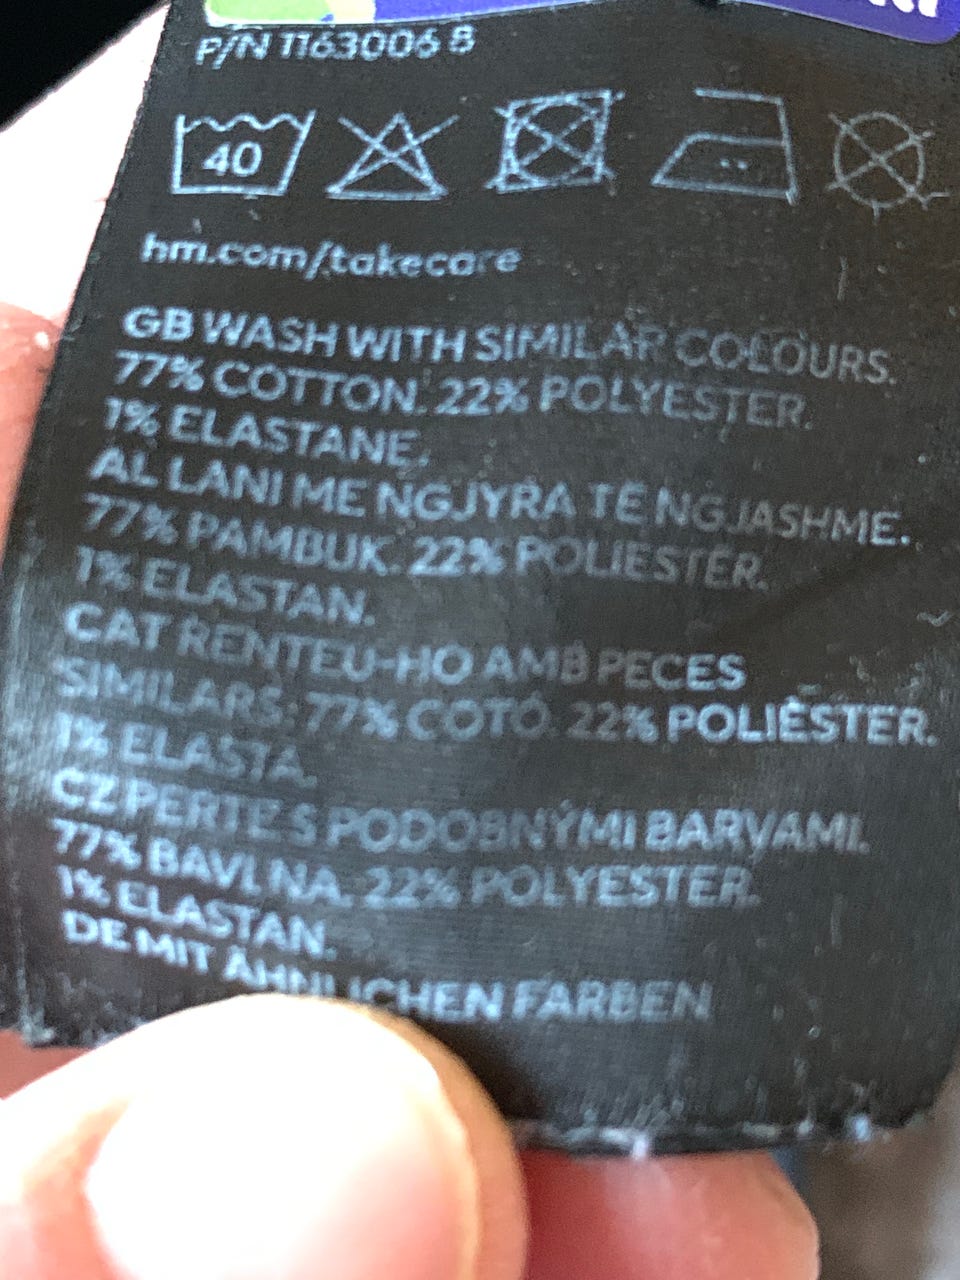 P/N 1163006 B
40
hm.com/takecare
GB WASH WITH SIMILAR COLOURS.
77% COTTON. 22% POLYESTER.
1% ELASTANE.
AL LANI ME NGJYRA TË NGJASHME.
77% PAMBUK. 22% POLIESTËR.
1% ELASTAN.
CAT RENTEU-HO AMB PECES
SIMILARS. 77% COTÓ. 22% POLIÈSTER.
1% ELASTÀ.
CZ PERTE S PODOBNÝMI BARVAMI.
77% BAVLNA. 22% POLYESTER.
1% ELASTAN.
DE MIT ÄHNLICHEN FARBEN